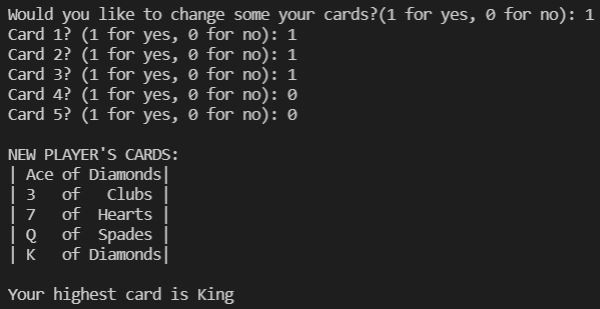 Would you like to change some your cards?(1 for yes, 0 for no): 1
Card 1? (1 for yes, 0 for no): 1
Card 2? (1 for yes, 0 for no): 1
Card 3? (1 for yes, 0 for no): 1
Card 4? (1 for yes, 0 for no): 0
Card 5? (1 for yes, 0 for no): 0

NEW PLAYER'S CARDS:
| Ace of Diamonds|
| 3   of   Clubs |
| 7   of  Hearts |
| Q   of  Spades |
| K   of Diamonds|

Your highest card is King